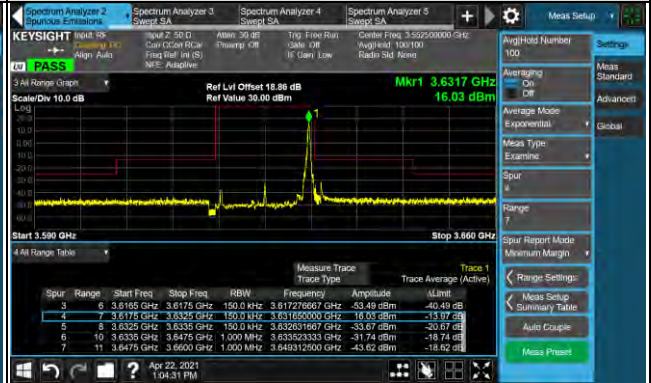 Spectrum Analyzer 2
Spurious Emissions
Spectrum Analyzer 3
Swept SA
Spectrum Analyzer 4
Swept SA
Spectrum Analyzer 5
Swept SA
+
Meas Setup
KEYSIGHT
Input: RF
Coupling: DC
Align: Auto
Input Z: 50 Ω
Corr CCorr RCal
Freq Ref: Int (S)
NFE: Adaptive
Atten: 30 dB
Preamp: Off
Trig: Free Run
Gate: Off
IF Gain: Low
Center Freq: 3.552500000 GHz
Avg|Hold: 100/100
Radio Std: None
PASS
3 All Range Graph
Scale/Div 10.0 dB
Ref Lvl Offset 18.86 dB
Ref Value 30.00 dBm
Mkr1 3.6317 GHz
16.03 dBm
Log
1
Start 3.590 GHz
Stop 3.660 GHz
4 All Range Table
Measure Trace
Trace Type
Trace 1
Trace Average (Active)
Spur Range Start Freq Stop Freq RBW Frequency Amplitude ΔLimit
3 6 3.6165 GHz 3.6175 GHz 150.0 kHz 3.617276667 GHz -53.49 dBm -40.49 dB
4 7 3.6175 GHz 3.6325 GHz 150.0 kHz 3.631650000 GHz 16.03 dBm -13.97 dB
5 8 3.6325 GHz 3.6335 GHz 150.0 kHz 3.632631667 GHz -33.67 dBm -20.67 dB
6 10 3.6335 GHz 3.6475 GHz 1.000 MHz 3.633523333 GHz -31.74 dBm -18.74 dB
7 11 3.6475 GHz 3.6600 GHz 1.000 MHz 3.649312500 GHz -43.62 dBm -18.62 dB
Apr 22, 2021
1:04:31 PM
?
Avg|Hold Number
100
Averaging
On
Off
Average Mode
Exponential
Meas Type
Examine
Spur
4
Range
7
Spur Report Mode
Minimum Margin
Range Settings
Meas Setup
Summary Table
Auto Couple
Meas Preset
Settings
Meas
Standard
Advanced
Global